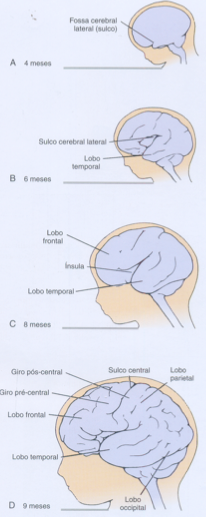 Fossa cerebral
lateral (sulco)
A 4 meses
Sulco cerebral lateral
Lobo
temporal
B 6 meses
Lobo
frontal
Ínsula
Lobo temporal
C 8 meses
Giro pós-central
Sulco central
Lobo
parietal
Giro pré-central
Lobo frontal
Lobo temporal
Lobo
occipital
D 9 meses